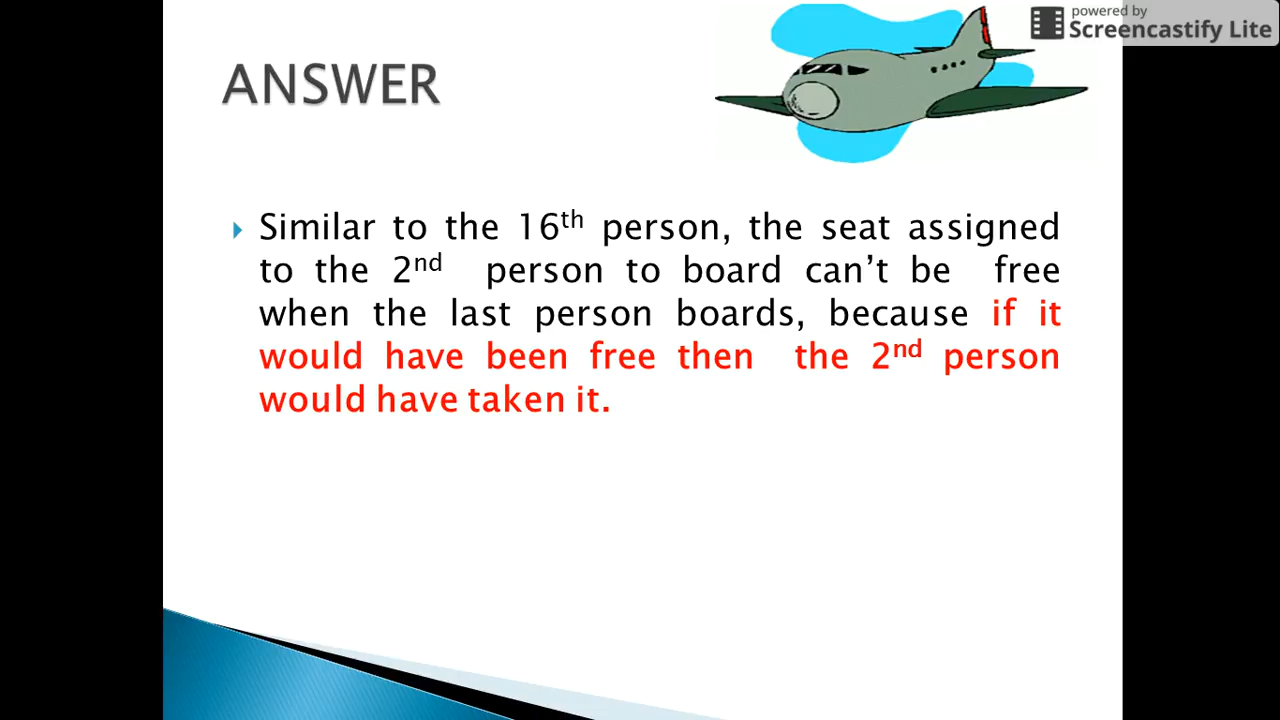 powered by
Screencastify Lite
ANSWER
Similar to the 16th person, the seat assigned
to the 2nd person to board can’t be free
when the last person boards, because if it
would have been free then the 2nd person
would have taken it.